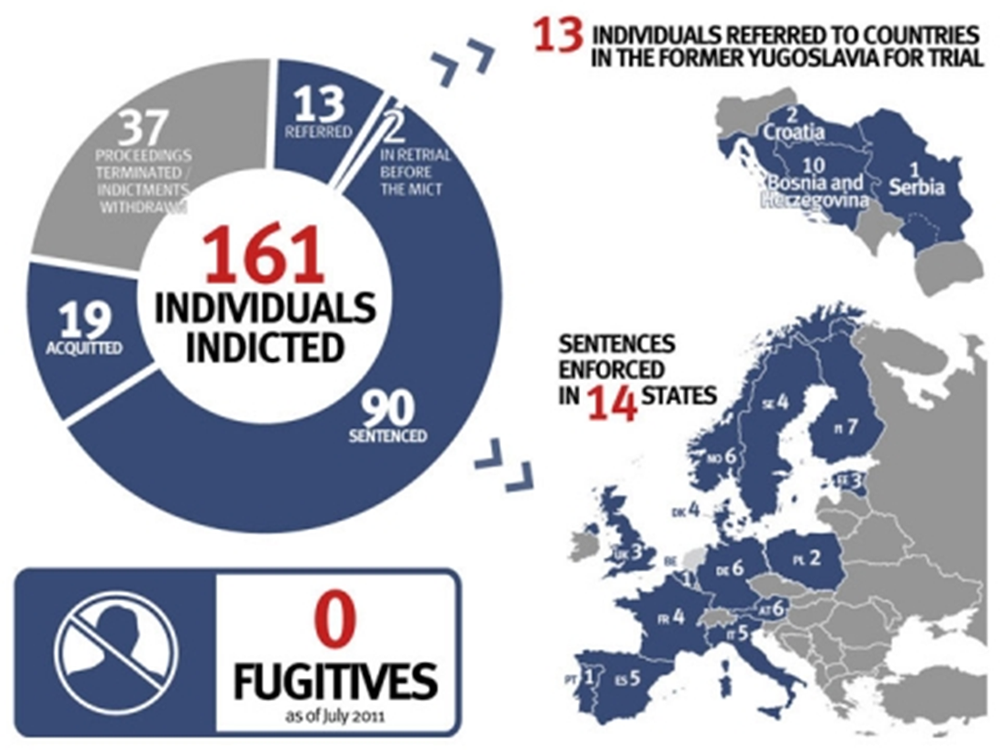 13 INDIVIDUALS REFERRED TO COUNTRIES
IN THE FORMER YUGOSLAVIA FOR TRIAL
37
PROCEEDINGS
TERMINATED /
INDICTMENTS
WITHDRAWN
13
REFERRED
2
IN RETRIAL
BEFORE
THE MICT
161
INDIVIDUALS
INDICTED
19
ACQUITTED
90
SENTENCED
2
Croatia
10
Bosnia and
Herzegovina
1
Serbia
SENTENCES
ENFORCED
IN 14 STATES
SE 4
FI 7
NO 6
EE 3
DK 4
UK 3
BE
1
DE 6
PL 2
FR 4
AT 6
IT 5
PT 1
ES 5
0
FUGITIVES
as of July 2011